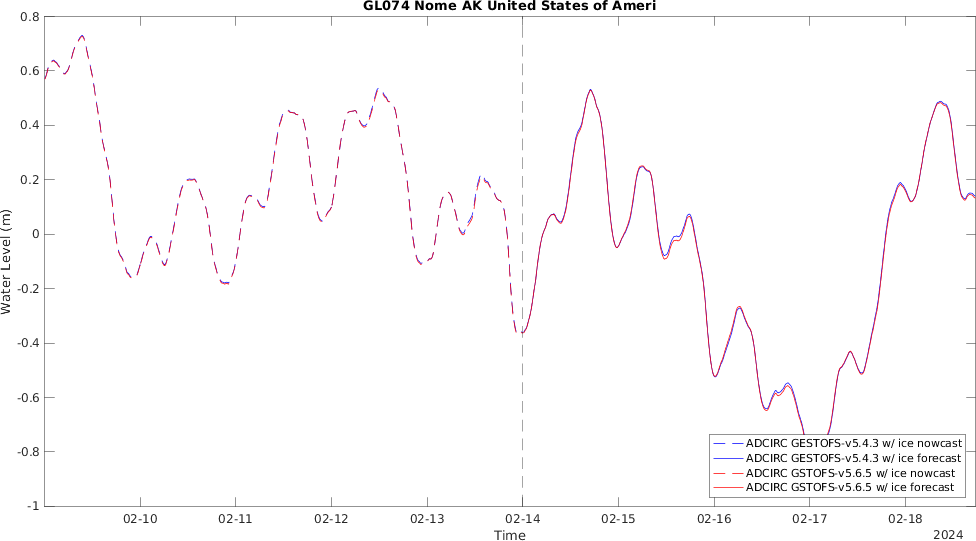 GL074 Nome AK United States of Ameri
0.8
0.6
0.4
0.2
0
-0.2
-0.4
-0.6
-0.8
-1
Water Level (m)
ADCIRC GESTOFS-v5.4.3 w/ ice nowcast
ADCIRC GESTOFS-v5.4.3 w/ ice forecast
ADCIRC GSTOFS-v5.6.5 w/ ice nowcast
ADCIRC GSTOFS-v5.6.5 w/ ice forecast
02-10 02-11 02-12 02-13 02-14 02-15 02-16 02-17 02-18
Time
2024